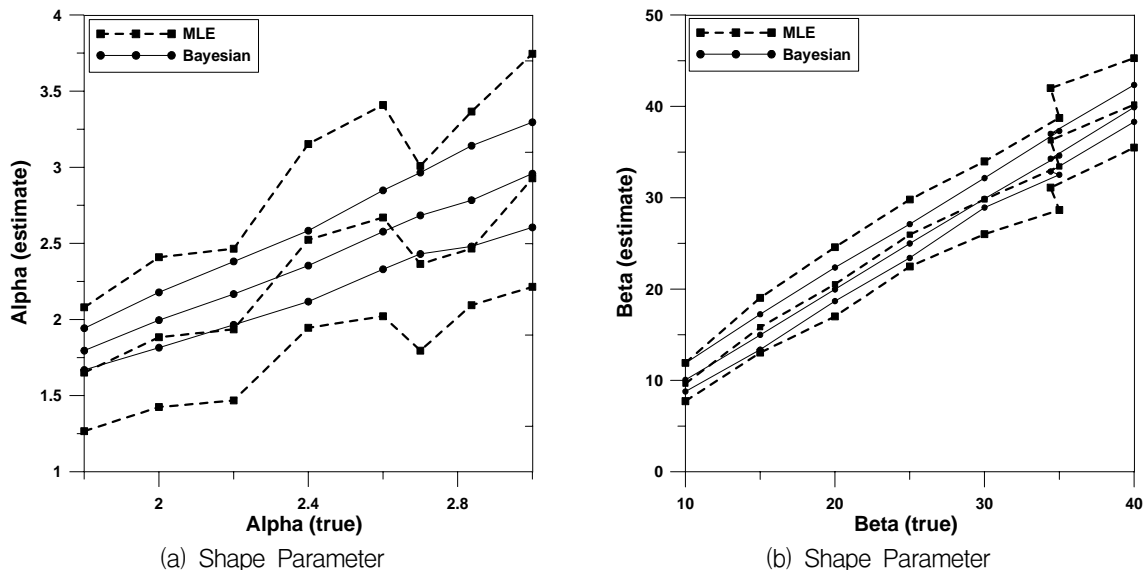 4
3.5
3
2.5
2
1.5
1
Alpha (estimate)
MLE
Bayesian
2
2.4
2.8
Alpha (true)
(a) Shape Parameter
50
40
30
20
10
0
Beta (estimate)
MLE
Bayesian
10
20
30
40
Beta (true)
(b) Shape Parameter